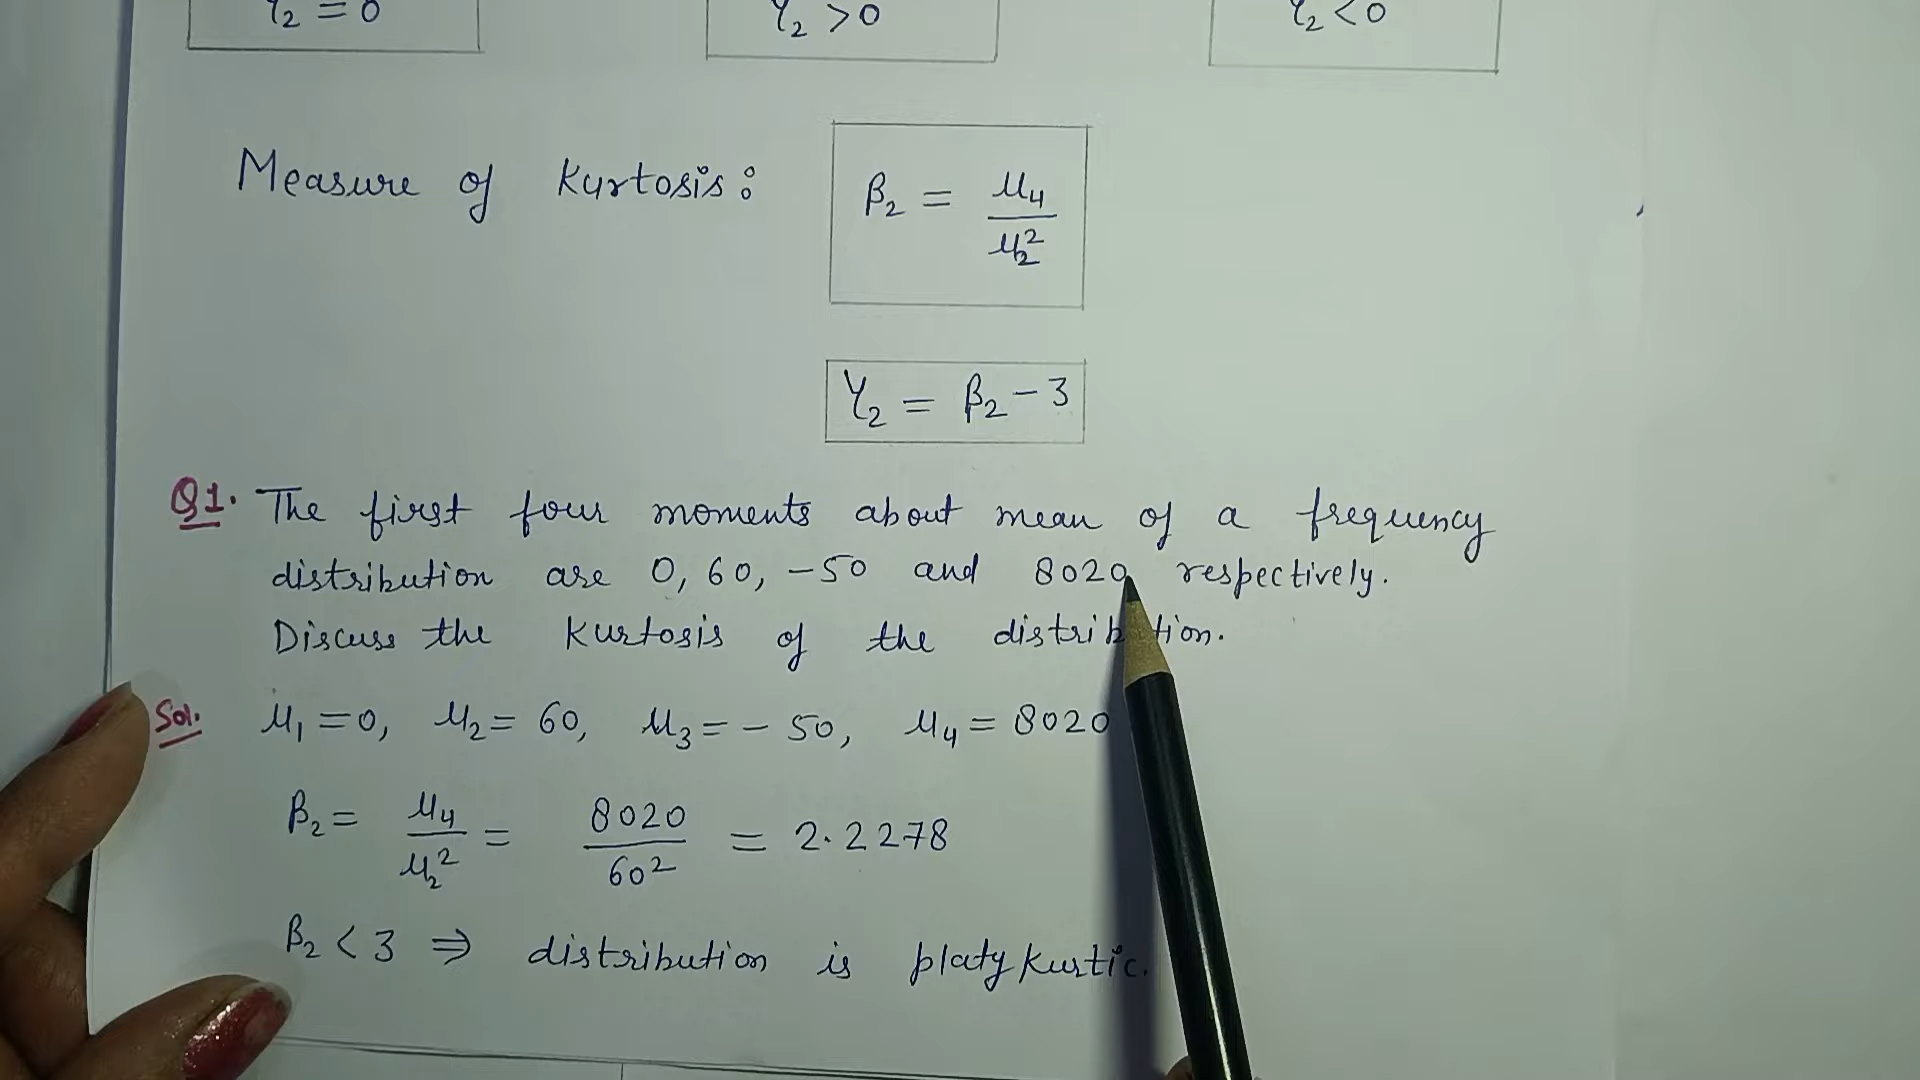 γ₂ = 0 γ₂ > 0 γ₂ < 0
Measure of Kurtosis: β₂ = μ₄ / μ₂²
γ₂ = β₂ − 3
Q1. The first four moments about mean of a frequency
distribution are 0, 60, −50 and 8020 respectively.
Discuss the Kurtosis of the distribution.
Sol. μ₁ = 0, μ₂ = 60, μ₃ = − 50, μ₄ = 8020
β₂ = μ₄ / μ₂² = 8020 / 60² = 2.2278
β₂ < 3 ⇒ distribution is platykurtic.